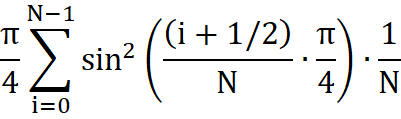 π/4 ∑_{i=0}^{N−1} sin² ( (i + 1/2)/N · π/4 ) · 1/N